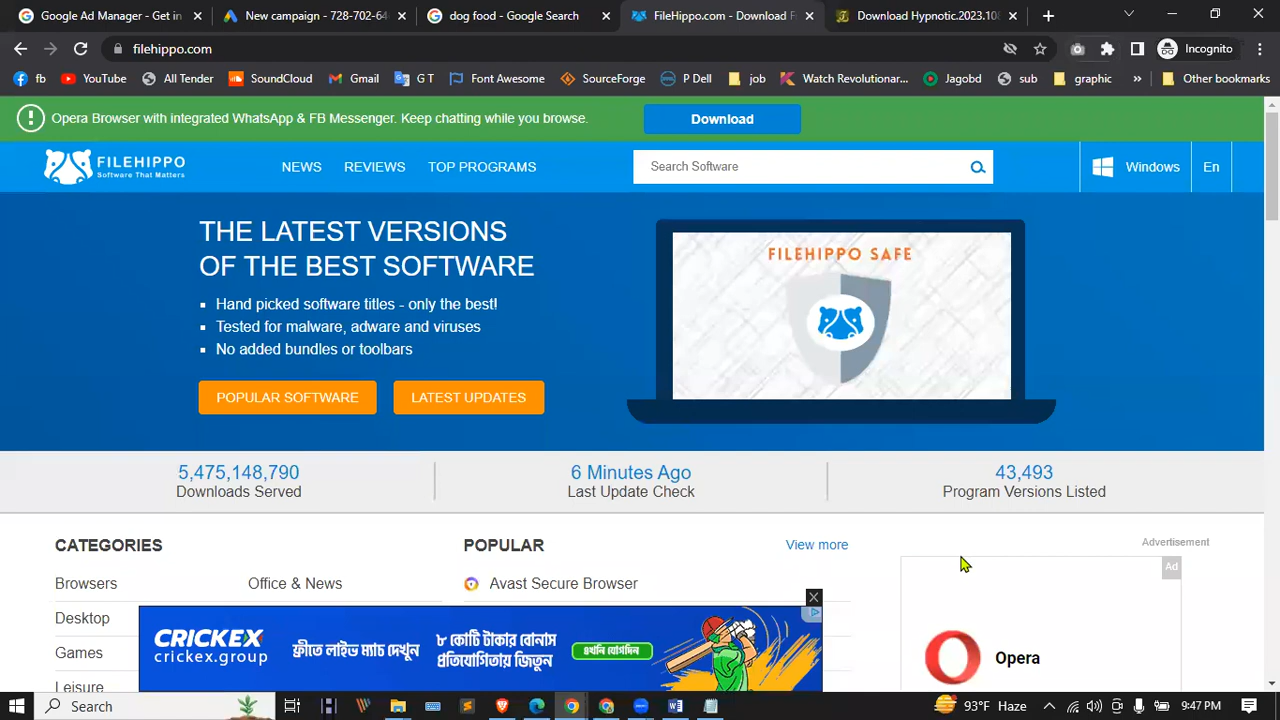 Google Ad Manager - Get in
New campaign - 728-702-64
dog food - Google Search
FileHippo.com - Download F
Download Hypnotic.2023.108
filehippo.com
Incognito
fb
YouTube
All Tender
SoundCloud
Gmail
G T
Font Awesome
SourceForge
P Dell
job
Watch Revolutionar...
Jagobd
sub
graphic
»
Other bookmarks
Opera Browser with integrated WhatsApp & FB Messenger. Keep chatting while you browse.
Download
FILEHIPPO
Software That Matters
NEWS
REVIEWS
TOP PROGRAMS
Search Software
Windows
En
THE LATEST VERSIONS
OF THE BEST SOFTWARE
Hand picked software titles - only the best!
Tested for malware, adware and viruses
No added bundles or toolbars
POPULAR SOFTWARE
LATEST UPDATES
FILEHIPPO SAFE
5,475,148,790
Downloads Served
6 Minutes Ago
Last Update Check
43,493
Program Versions Listed
CATEGORIES
Browsers
Office & News
Desktop
Games
Leisure
POPULAR
View more
Avast Secure Browser
Advertisement
Ad
Opera
CRICKEX
crickex.group
ফ্রীতে লাইভ ম্যাচ দেখুন
৮ কোটি টাকার বোনাস
প্রতিযোগিতায় জিতুন
এখনি যোগদিন
Search
93°F Haze
9:47 PM